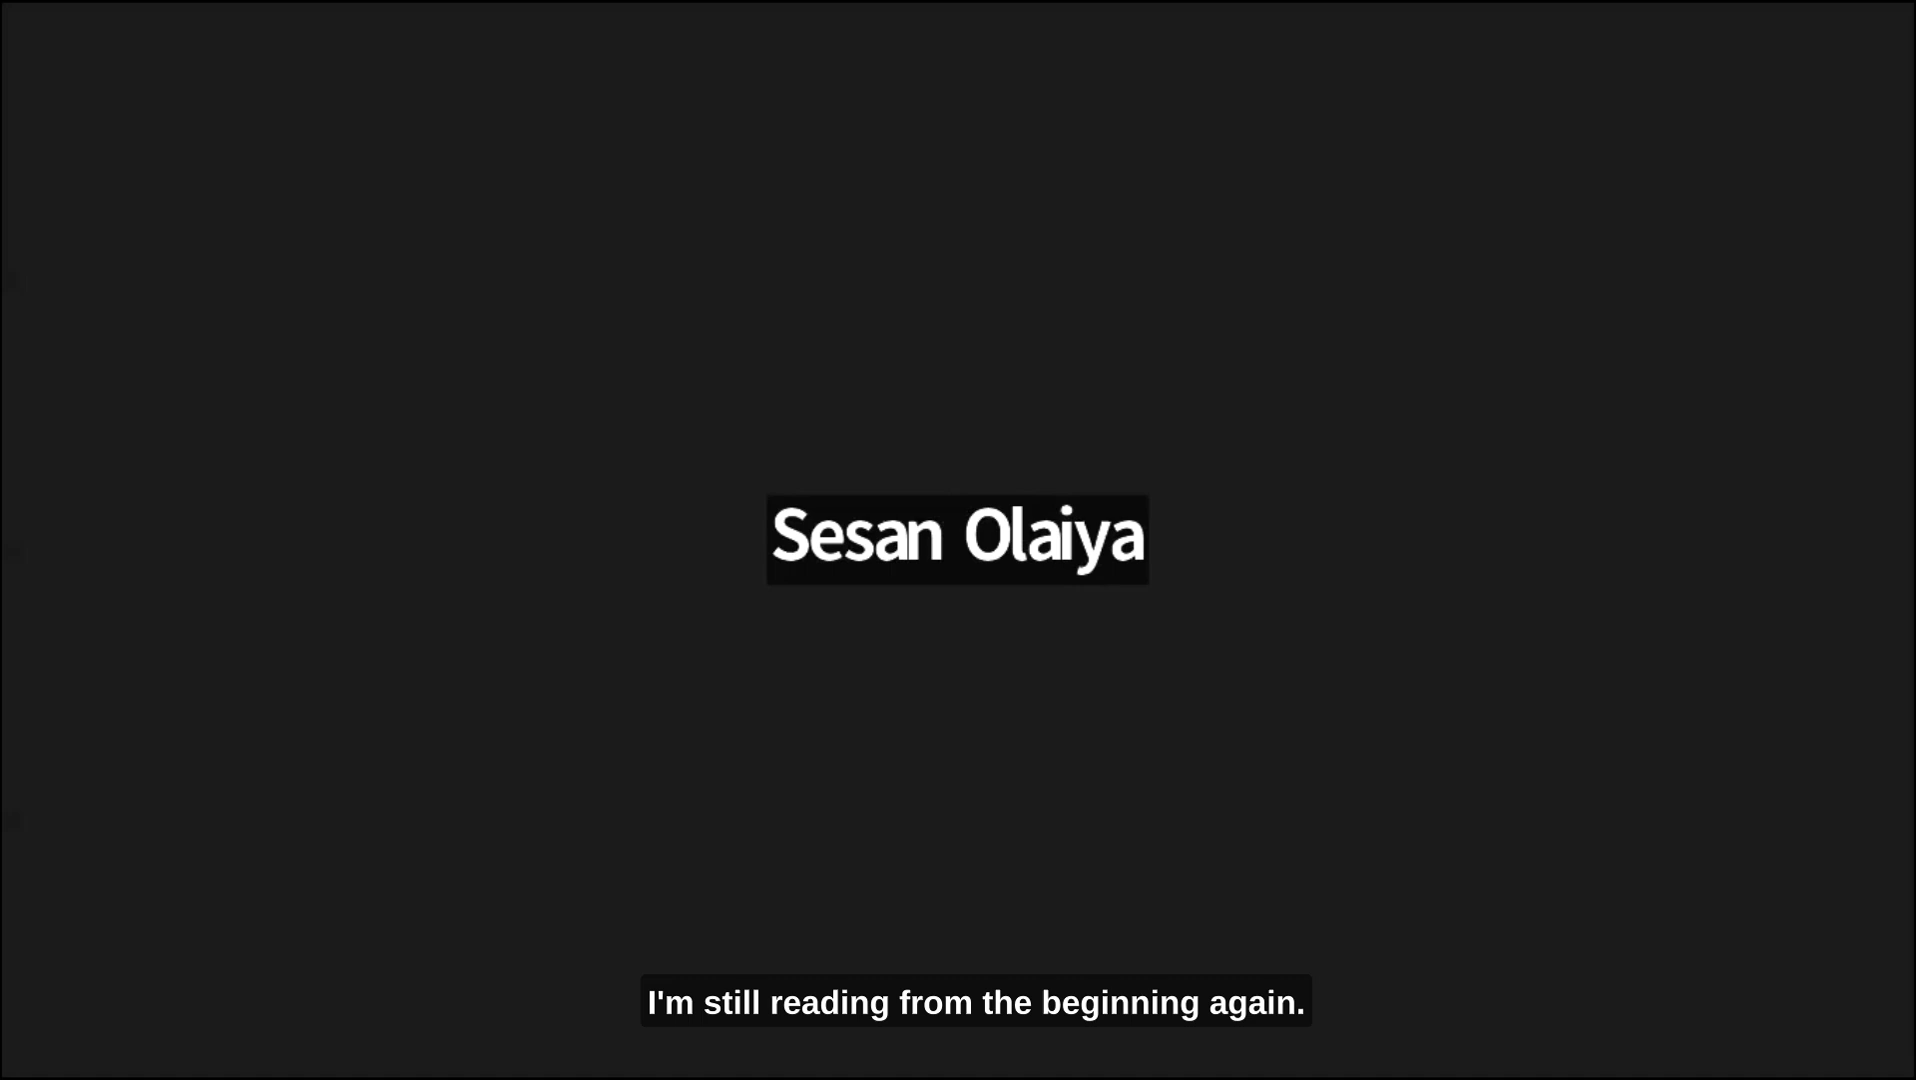 Sesan Olaiya
I'm still reading from the beginning again.